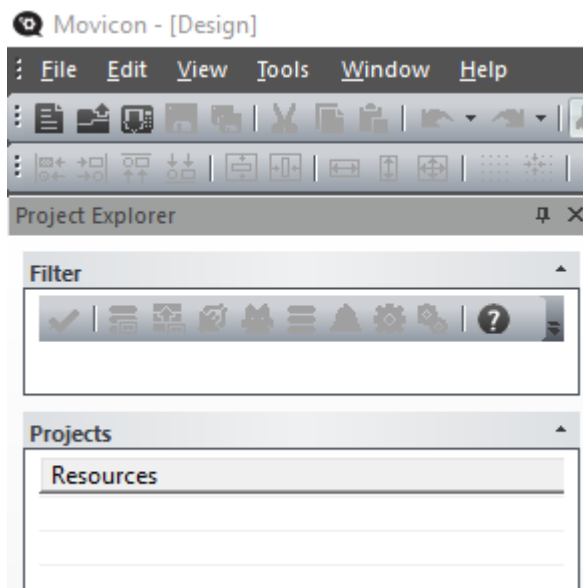 Movicon - [Design]
File Edit View Tools Window Help
Project Explorer
Filter
?
Projects
Resources